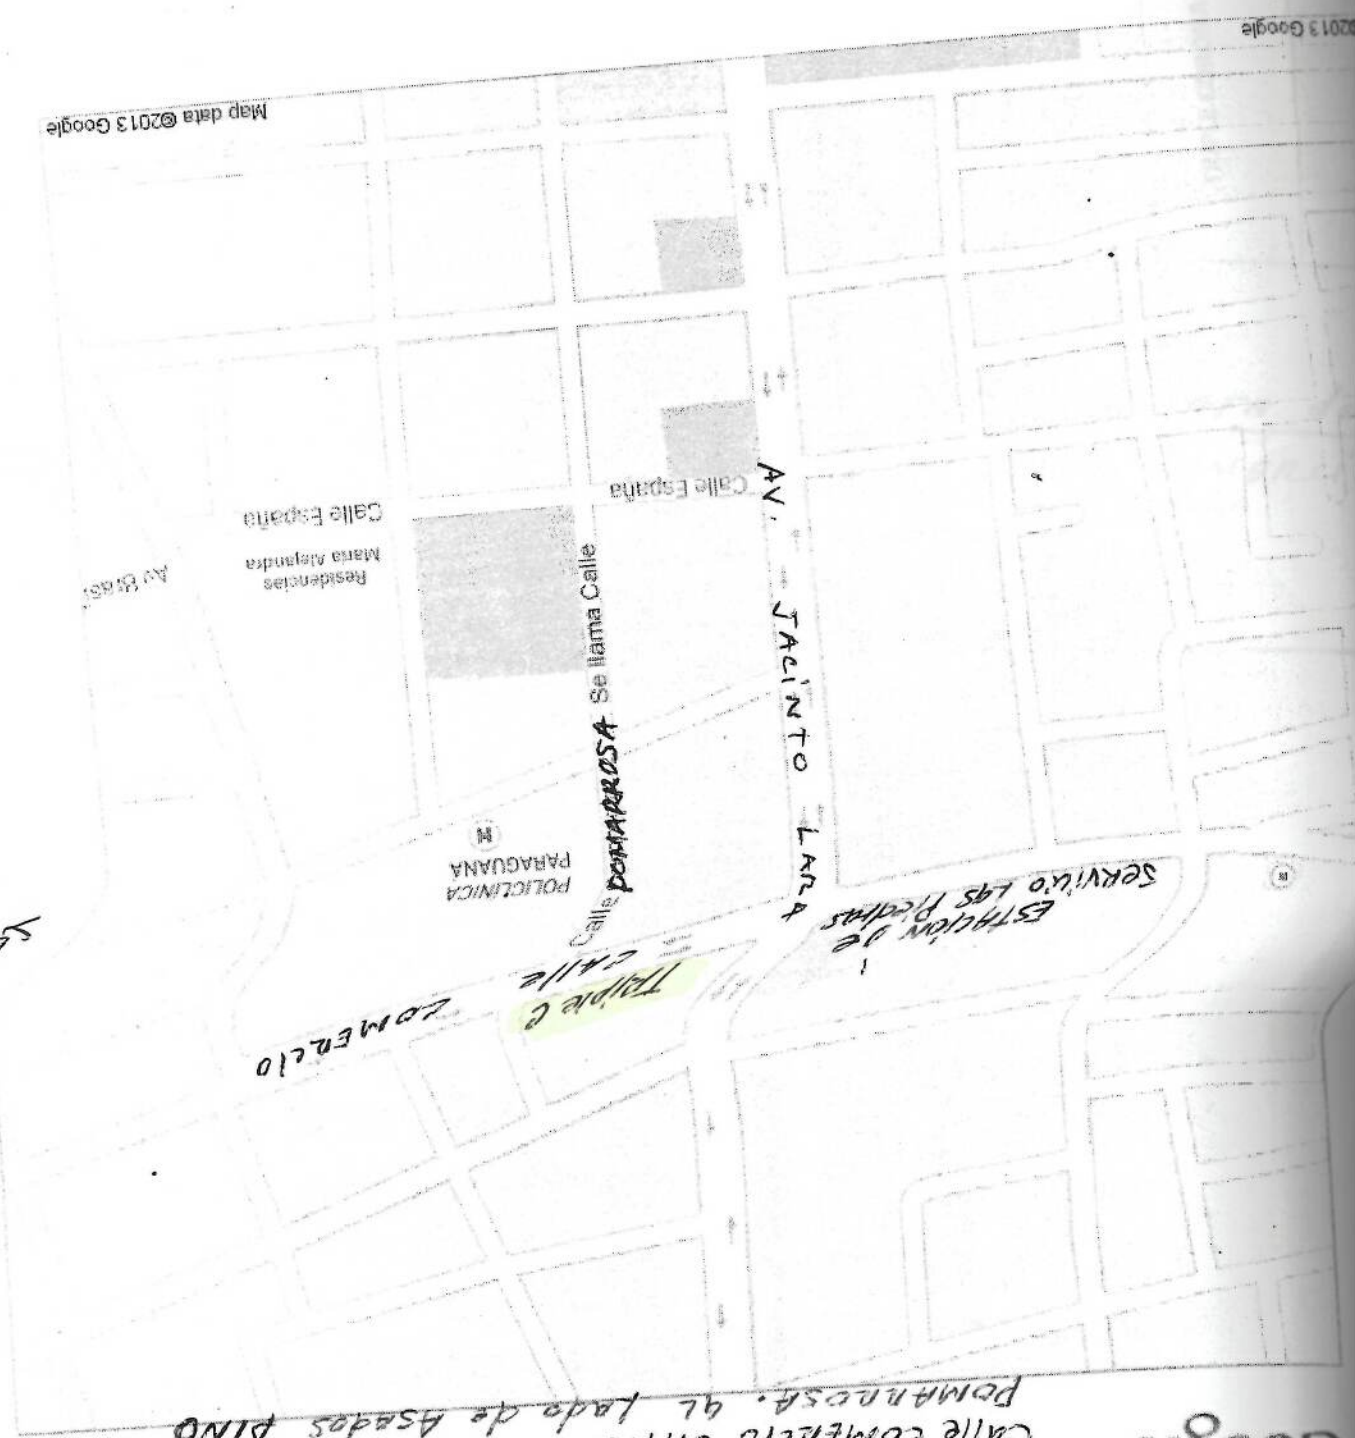 CALLE COMERCIO
POMARROSA. AL LADO de ASADOS PINO
COMERCIO
CALLE
TRIPLE C
ESTACIÓN DE
SERVICIO LAS PIEDRAS
POLICLINICA
PARAGUANA
H
Calle POMARROSA Se llama Calle
AV. JACINTO LARA
Residencias
Maria Alejandra
Calle España
Calle España
Map data ©2013 Google
©2013 Google